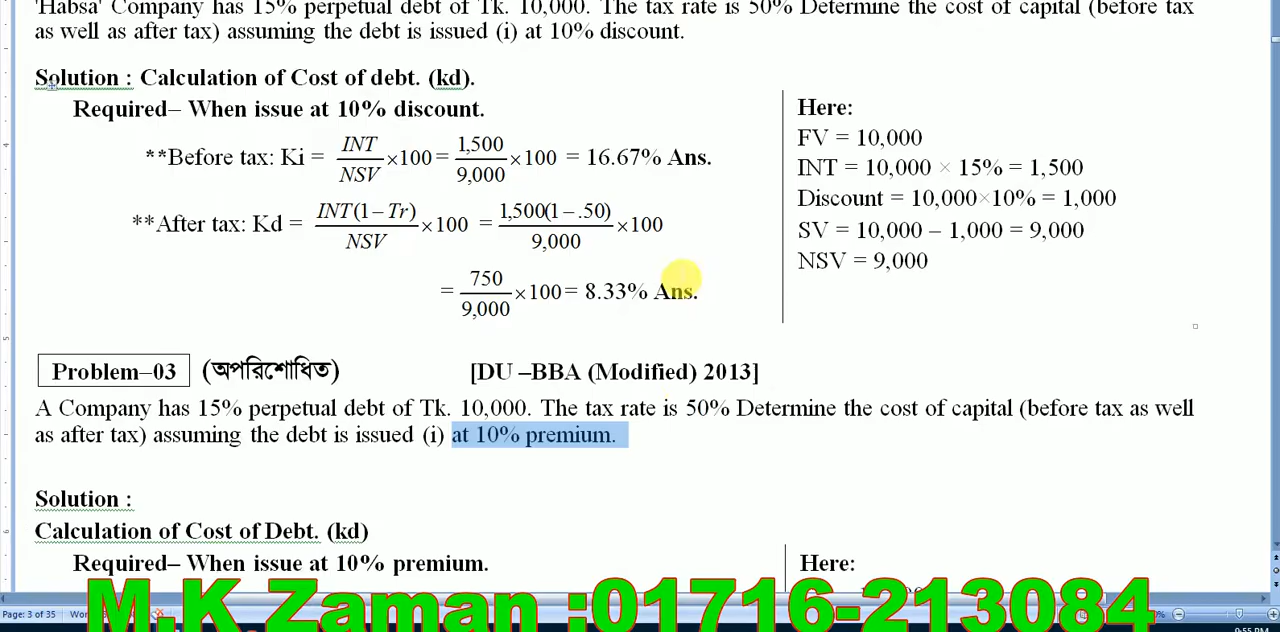 'Habsa' Company has 15% perpetual debt of Tk. 10,000. The tax rate is 50% Determine the cost of capital (before tax
as well as after tax) assuming the debt is issued (i) at 10% discount.
Solution : Calculation of Cost of debt. (kd).
Required– When issue at 10% discount.
**Before tax: Ki = INT/NSV ×100 = 1,500/9,000 ×100 = 16.67% Ans.
**After tax: Kd = INT(1 – Tr)/NSV ×100 = 1,500(1 – .50)/9,000 ×100
= 750/9,000 ×100 = 8.33% Ans.
Here:
FV = 10,000
INT = 10,000 × 15% = 1,500
Discount = 10,000×10% = 1,000
SV = 10,000 – 1,000 = 9,000
NSV = 9,000
Problem–03 (অপরিশোধিত) [DU –BBA (Modified) 2013]
A Company has 15% perpetual debt of Tk. 10,000. The tax rate is 50% Determine the cost of capital (before tax as well
as after tax) assuming the debt is issued (i) at 10% premium.
Solution :
Calculation of Cost of Debt. (kd)
Required– When issue at 10% premium.
Here:
M.K.Zaman :01716-213084
Page: 3 of 35
9:55 PM